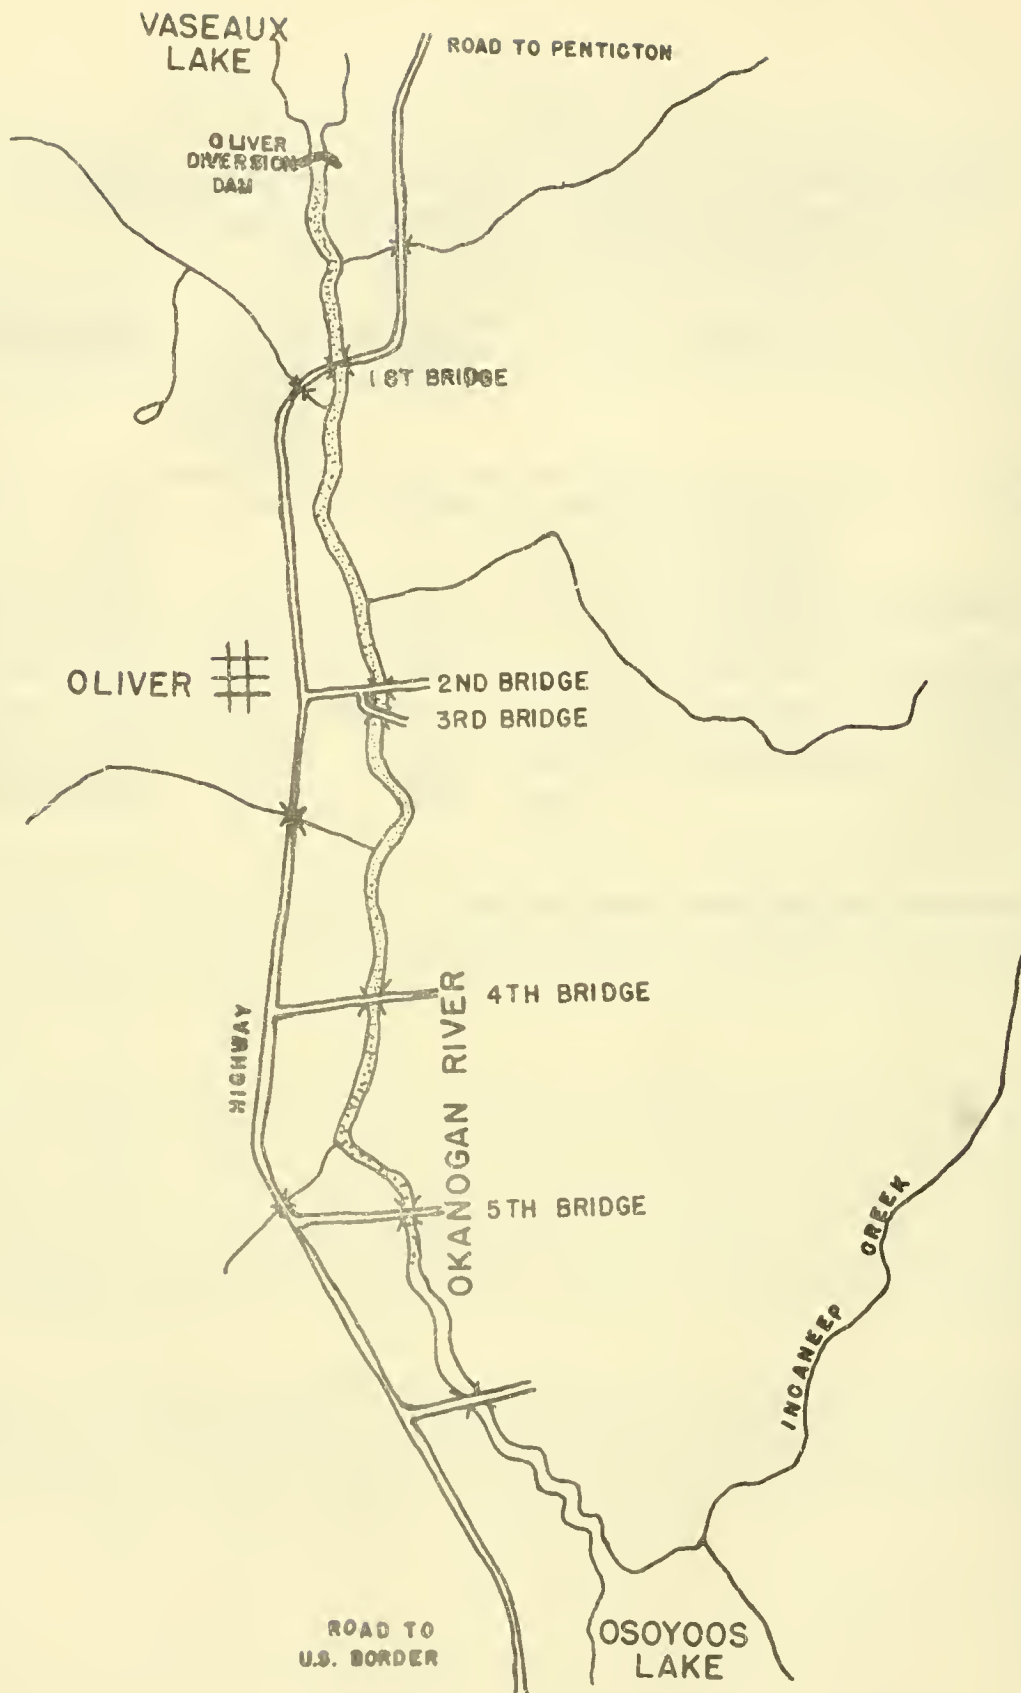 VASEAUX
LAKE
ROAD TO PENTICTON
OLIVER
DIVERSION
DAM
1ST BRIDGE
OLIVER
2ND BRIDGE
3RD BRIDGE
4TH BRIDGE
OKANOGAN RIVER
HIGHWAY
5TH BRIDGE
INCANEEP CREEK
ROAD TO
U.S. BORDER
OSOYOOS
LAKE